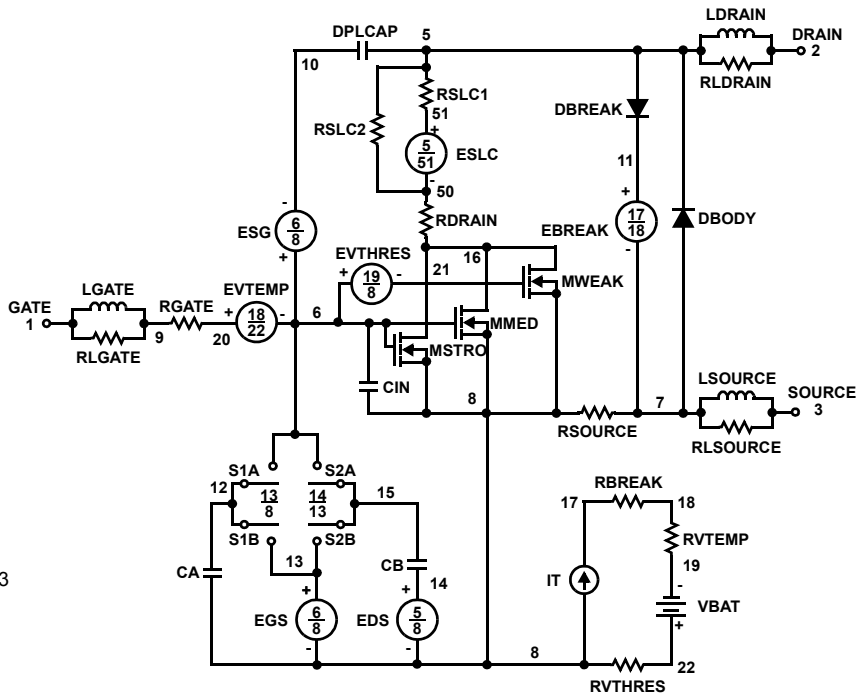 LDRAIN
DPLCAP 5 DRAIN
10 2
RLDRAIN
RSLC1
51
DBREAK
RSLC2
+
5
51
ESLC
-
50
11
-
+
6
8
ESG
+
RDRAIN
17
18
EBREAK
-
DBODY
EVTHRES
16
+ 19 -
8
21
MWEAK
LGATE
EVTEMP
GATE
1
RGATE
+ 18 -
22
6
MMED
9
20
RLGATE
MSTRO
CIN
LSOURCE
8
7
SOURCE
3
RSOURCE
RLSOURCE
S1A
S2A
12
13
8
14
13
15
S1B
S2B
13
RBREAK
17
18
RVTEMP
CA
CB
19
3
+
+
14
IT
-
VBAT
+
EGS
6
8
EDS
5
8
-
-
8
22
RVTHRES